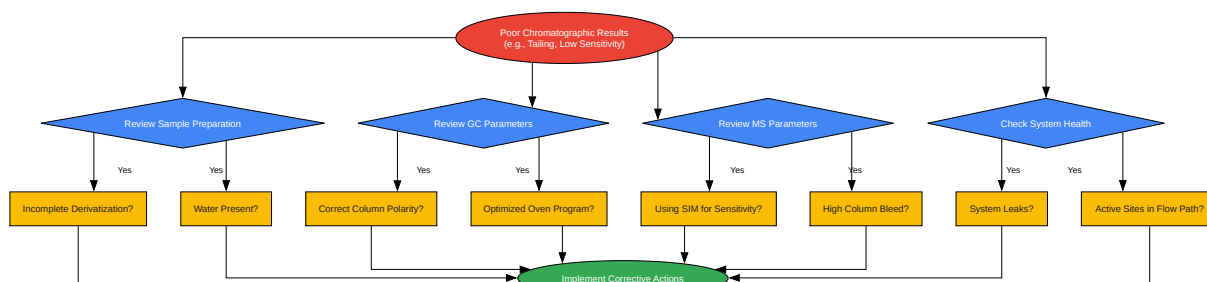 Poor Chromatographic Results
(e.g., Tailing, Low Sensitivity)
Review Sample Preparation
Review GC Parameters
Review MS Parameters
Check System Health
Yes
Yes
Yes
Yes
Yes
Yes
Yes
Yes
Incomplete Derivatization?
Water Present?
Correct Column Polarity?
Optimized Oven Program?
Using SIM for Sensitivity?
High Column Bleed?
System Leaks?
Active Sites in Flow Path?
Implement Corrective Actions